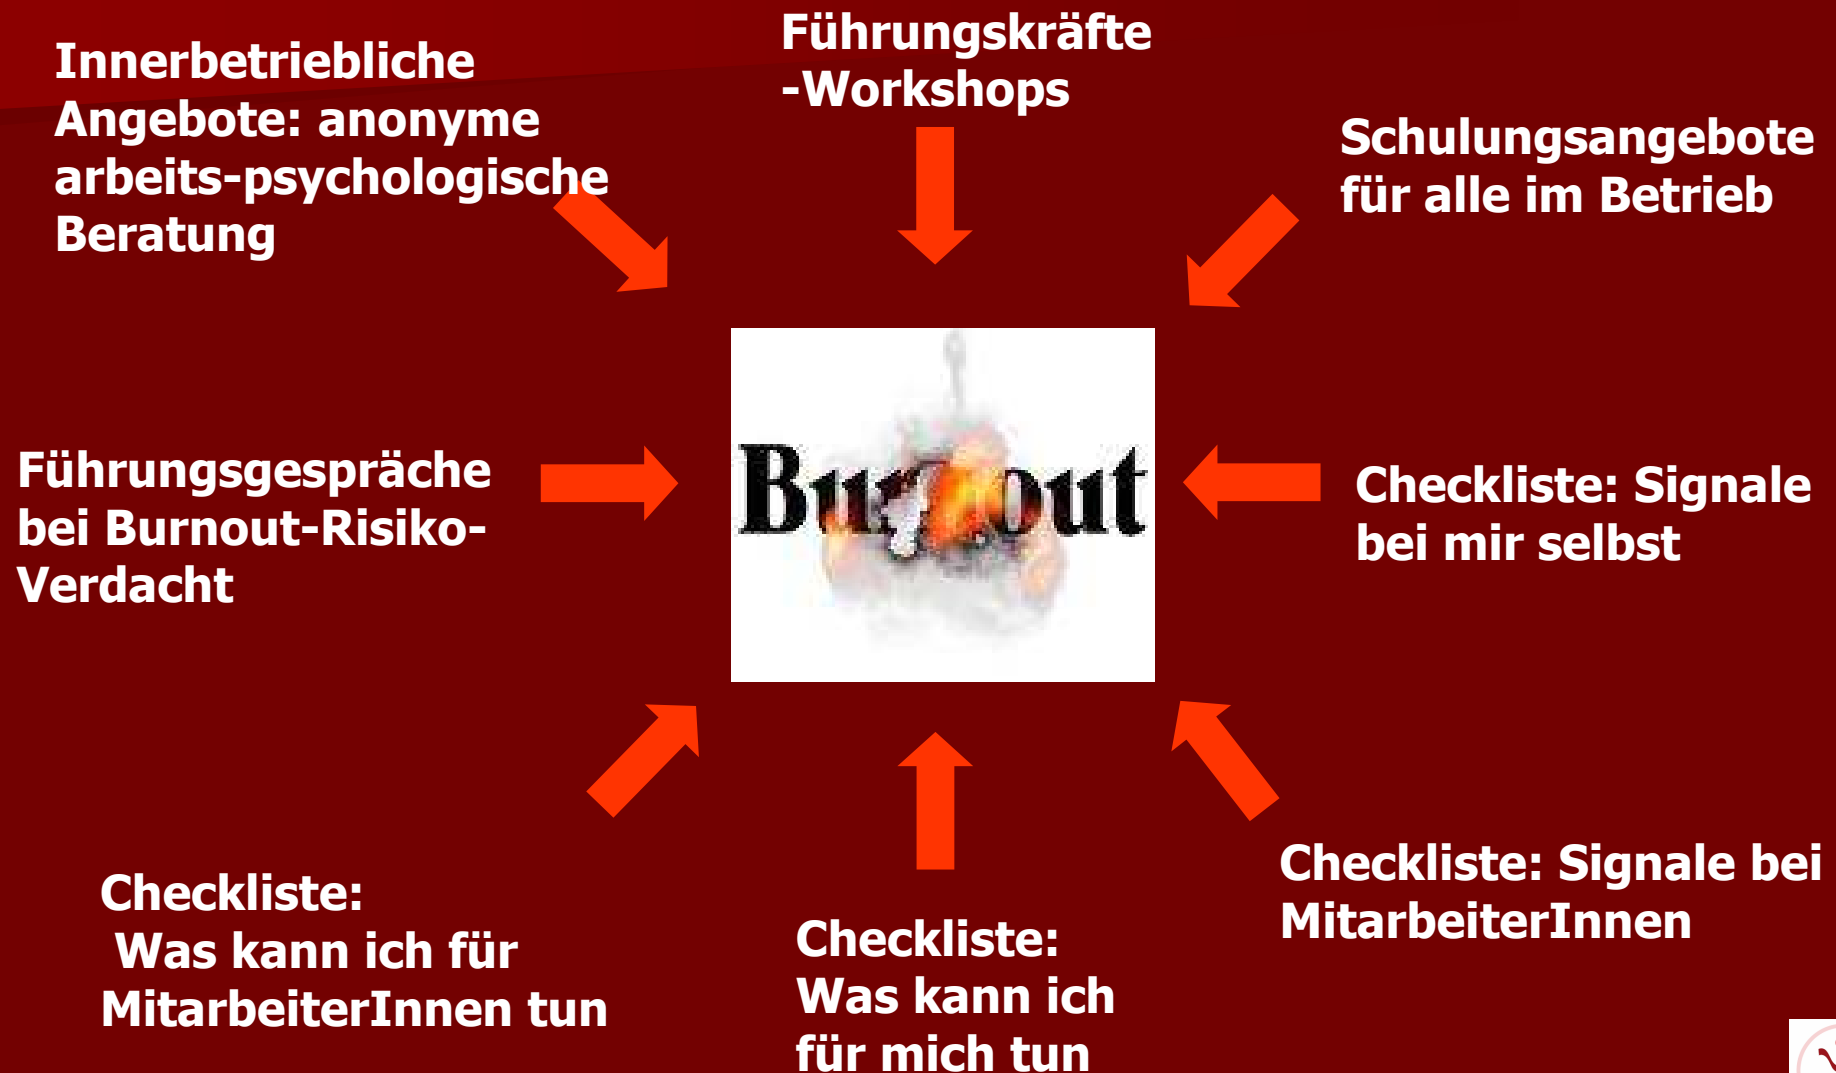 Führungskräfte
-Workshops
Innerbetriebliche
Angebote: anonyme
arbeits-psychologische
Beratung
Schulungsangebote
für alle im Betrieb
Führungsgespräche
bei Burnout-Risiko-
Verdacht
Burnout
Checkliste: Signale
bei mir selbst
Checkliste:
Was kann ich für
MitarbeiterInnen tun
Checkliste:
Was kann ich
für mich tun
Checkliste: Signale bei
MitarbeiterInnen